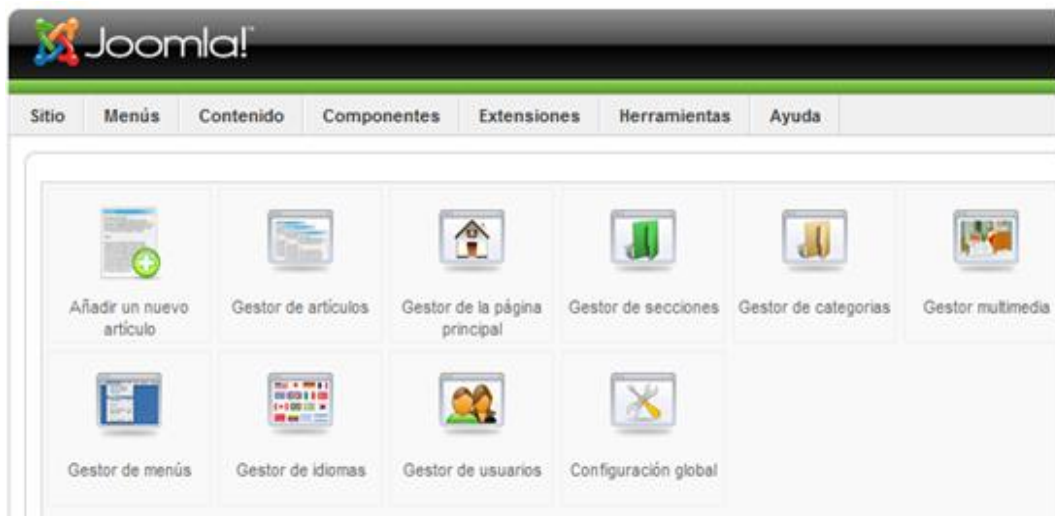 Joomla!
Sitio Menús Contenido Componentes Extensiones Herramientas Ayuda
Añadir un nuevo
artículo
Gestor de artículos
Gestor de la página
principal
Gestor de secciones
Gestor de categorias
Gestor multimedia
Gestor de menús
Gestor de idiomas
Gestor de usuarios
Configuración global